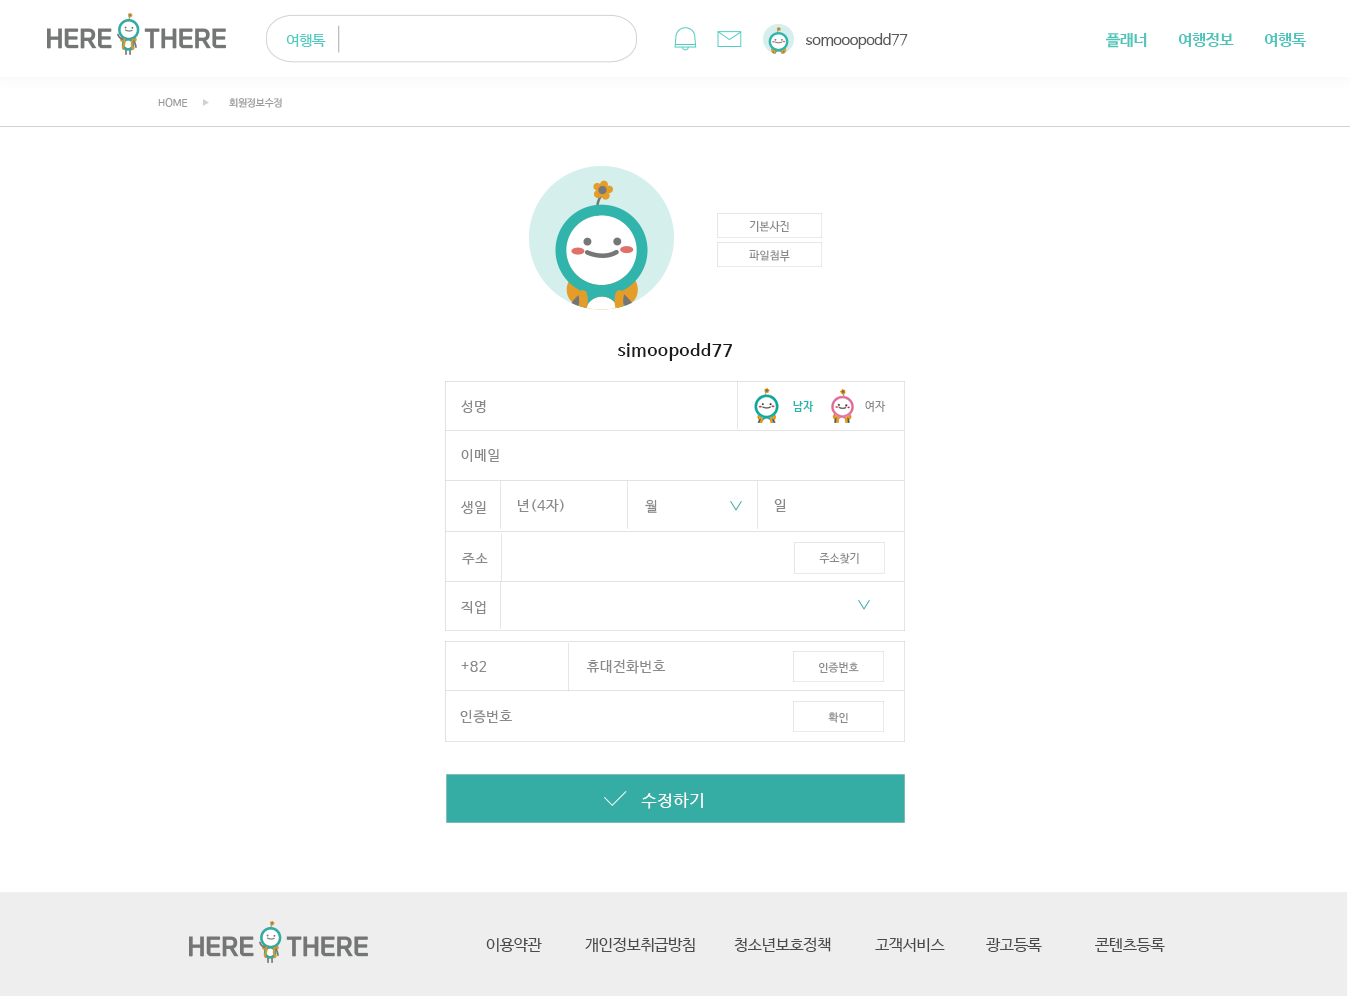 HERE THERE
여행톡
somooopodd77
플래너 여행정보 여행톡
HOME 회원정보수정
기본사진
파일첨부
simoopodd77
성명 남자 여자
이메일
생일 년(4자) 월 일
주소 주소찾기
직업
+82 휴대전화번호 인증번호
인증번호 확인
수정하기
HERE THERE
이용약관 개인정보취급방침 청소년보호정책 고객서비스 광고등록 콘텐츠등록